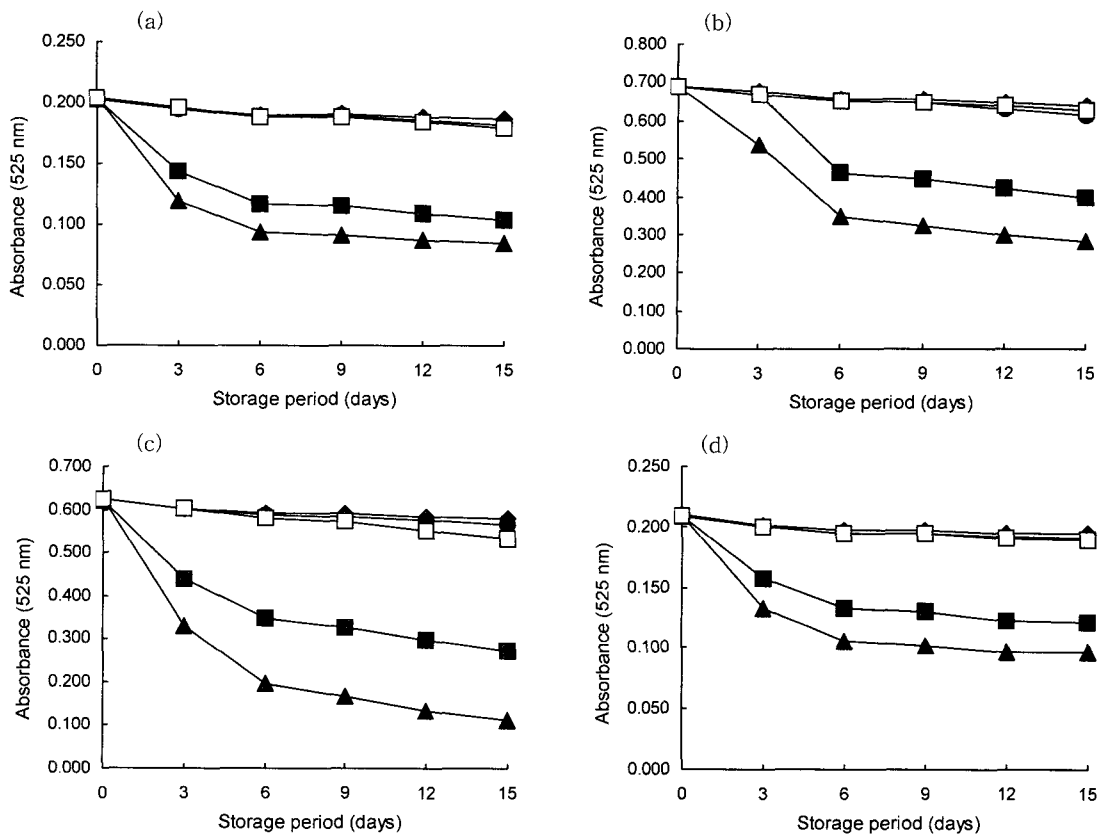 (a)
0.250
0.200
0.150
0.100
0.050
0.000
Absorbance (525 nm)
0 3 6 9 12 15
Storage period (days)
(b)
0.800
0.700
0.600
0.500
0.400
0.300
0.200
0.100
0.000
Absorbance (525 nm)
0 3 6 9 12 15
Storage period (days)
(c)
0.700
0.600
0.500
0.400
0.300
0.200
0.100
0.000
Absorbance (525 nm)
0 3 6 9 12 15
Storage period (days)
(d)
0.250
0.200
0.150
0.100
0.050
0.000
Absorbance (525 nm)
0 3 6 9 12 15
Storage period (days)